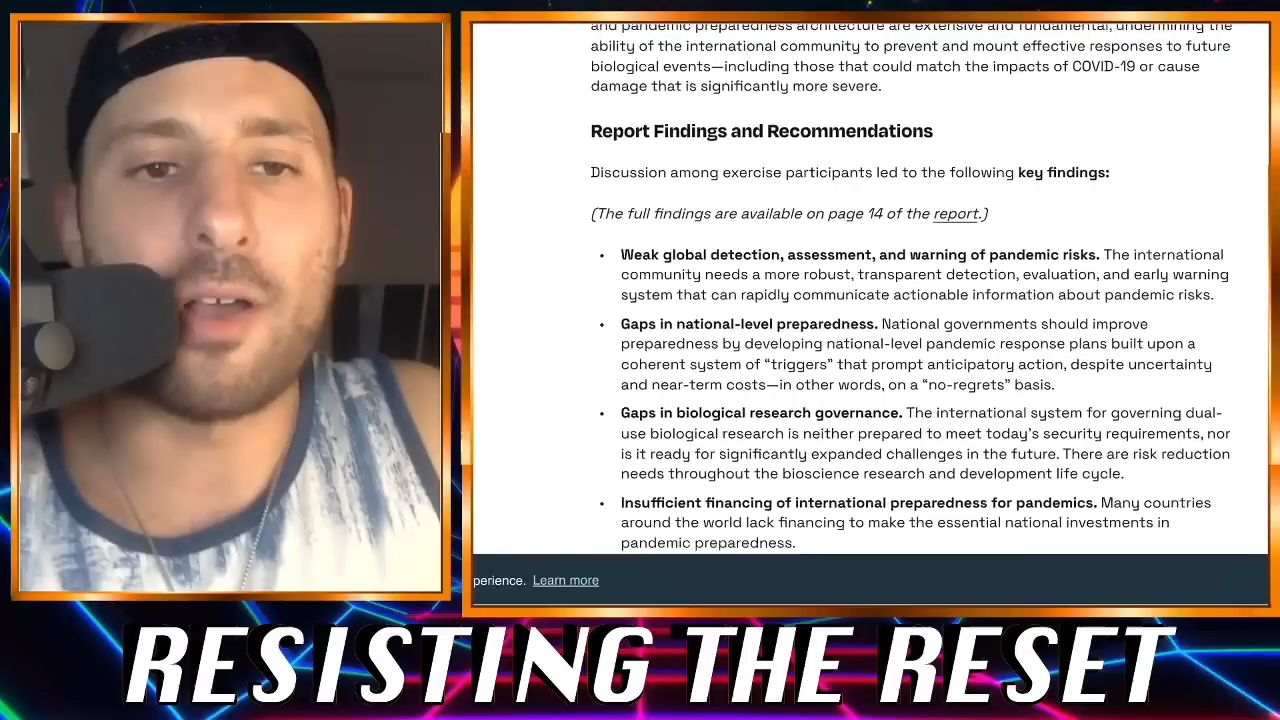 and pandemic preparedness architecture are extensive and fundamental, undermining the
ability of the international community to prevent and mount effective responses to future
biological events—including those that could match the impacts of COVID-19 or cause
damage that is significantly more severe.
Report Findings and Recommendations
Discussion among exercise participants led to the following key findings:
(The full findings are available on page 14 of the report.)
• Weak global detection, assessment, and warning of pandemic risks. The international
community needs a more robust, transparent detection, evaluation, and early warning
system that can rapidly communicate actionable information about pandemic risks.
• Gaps in national-level preparedness. National governments should improve
preparedness by developing national-level pandemic response plans built upon a
coherent system of “triggers” that prompt anticipatory action, despite uncertainty
and near-term costs—in other words, on a “no-regrets” basis.
• Gaps in biological research governance. The international system for governing dual-
use biological research is neither prepared to meet today’s security requirements, nor
is it ready for significantly expanded challenges in the future. There are risk reduction
needs throughout the bioscience research and development life cycle.
• Insufficient financing of international preparedness for pandemics. Many countries
around the world lack financing to make the essential national investments in
pandemic preparedness.
perience. Learn more
RESISTING THE RESET